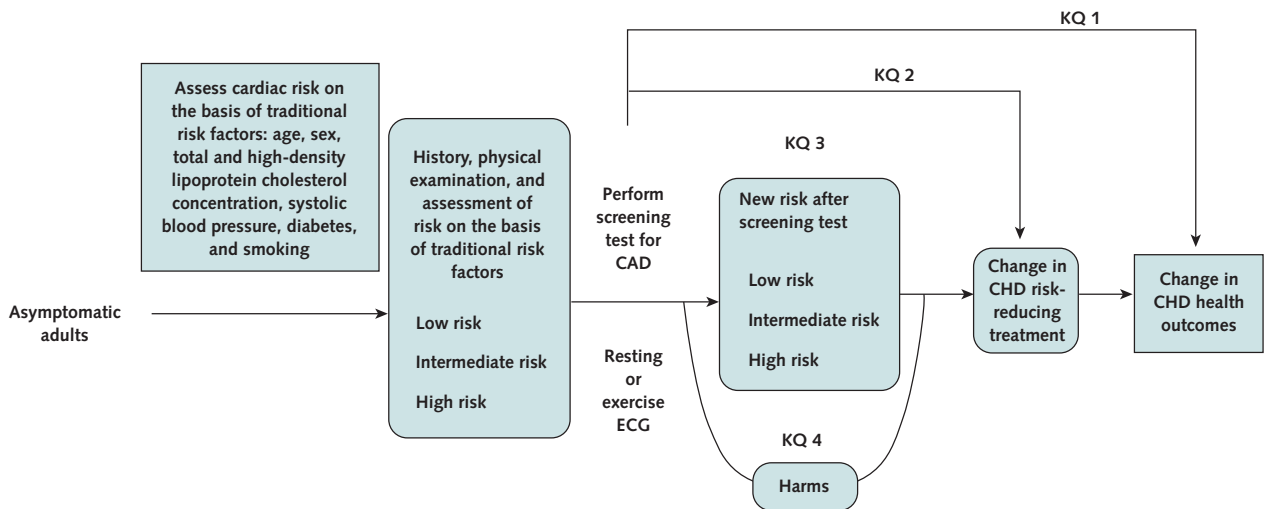 KQ 1
KQ 2
Assess cardiac risk on
the basis of traditional
risk factors: age, sex,
total and high-density
lipoprotein cholesterol
concentration, systolic
blood pressure, diabetes,
and smoking
Asymptomatic
adults
History, physical
examination, and
assessment of
risk on the basis
of traditional risk
factors
Low risk
Intermediate risk
High risk
Perform
screening
test for
CAD
Resting
or
exercise
ECG
KQ 3
New risk after
screening test
Low risk
Intermediate risk
High risk
KQ 4
Harms
Change in
CHD risk-
reducing
treatment
Change in
CHD health
outcomes